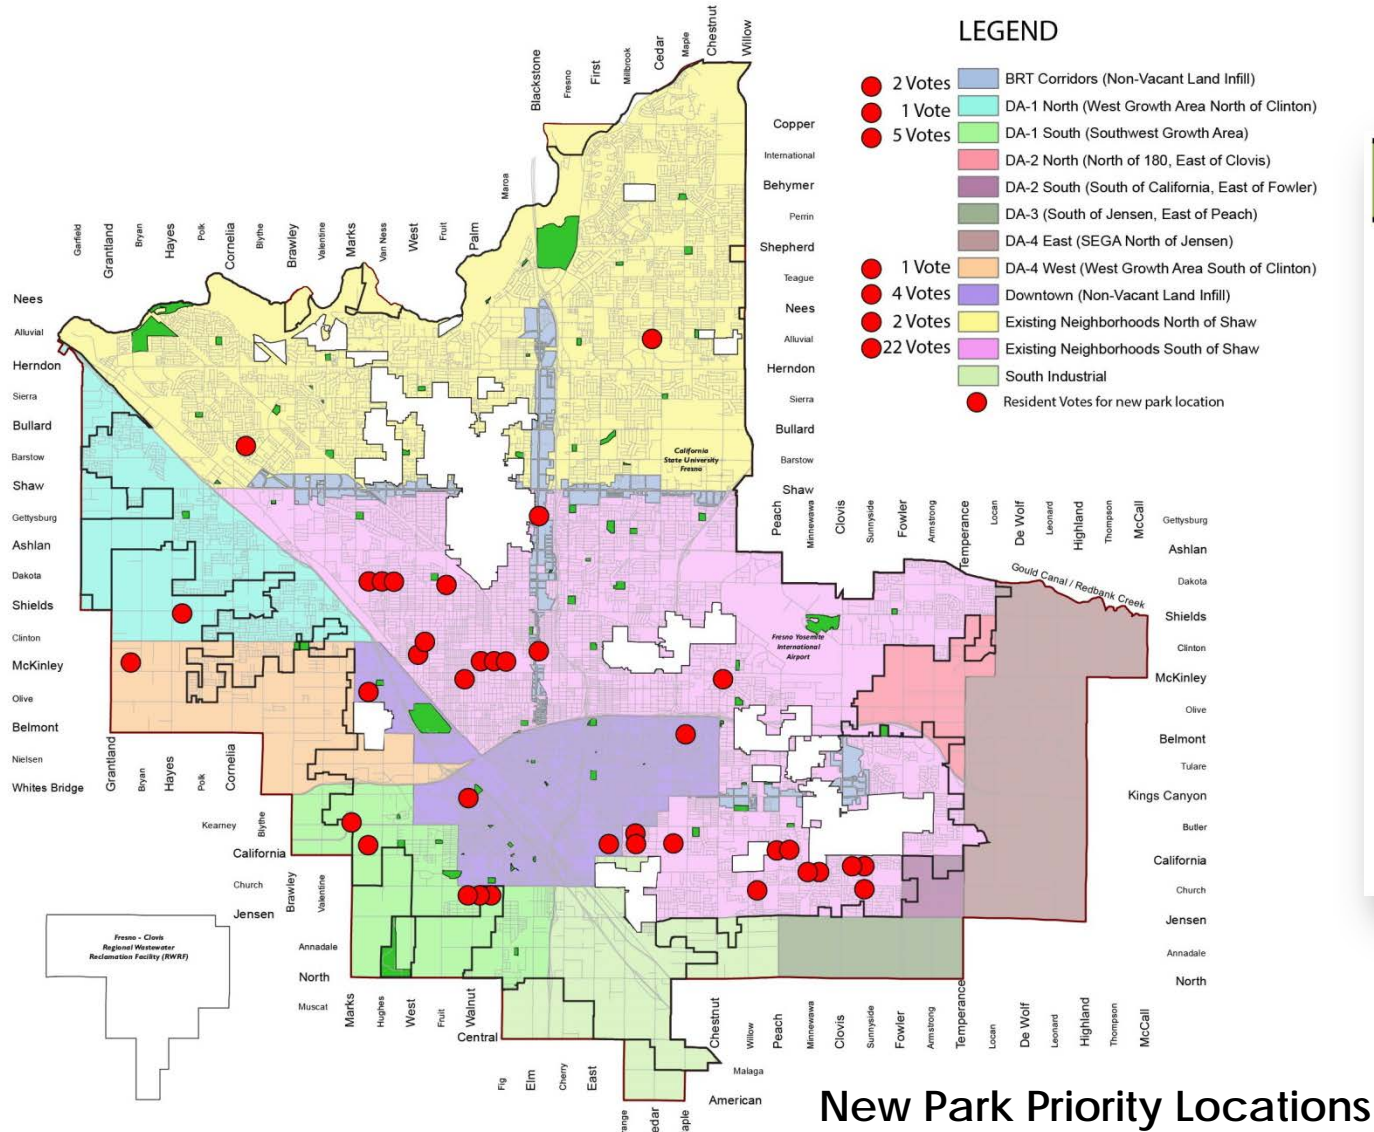 LEGEND
2 Votes BRT Corridors (Non-Vacant Land Infill)
1 Vote DA-1 North (West Growth Area North of Clinton)
5 Votes DA-1 South (Southwest Growth Area)
DA-2 North (North of 180, East of Clovis)
DA-2 South (South of California, East of Fowler)
DA-3 (South of Jensen, East of Peach)
DA-4 East (SEGA North of Jensen)
1 Vote DA-4 West (West Growth Area South of Clinton)
4 Votes Downtown (Non-Vacant Land Infill)
2 Votes Existing Neighborhoods North of Shaw
22 Votes Existing Neighborhoods South of Shaw
South Industrial
Resident Votes for new park location
Blackstone
Fresno
First
Millbrook
Cedar
Maple
Chestnut
Willow
Copper
International
Behymer
Perrin
Shepherd
Teague
Nees
Alluvial
Herndon
Sierra
Bullard
Barstow
Shaw
Garfield
Grantland
Bryan
Hayes
Polk
Cornelia
Blythe
Brawley
Valentine
Marks
Van Ness
West
Fruit
Palm
Maroa
Nees
Alluvial
Herndon
Sierra
Bullard
Barstow
Shaw
Gettysburg
Ashlan
Dakota
Shields
Clinton
McKinley
Olive
Belmont
Nielsen
Whites Bridge
California
State University
Fresno
Peach
Minnewawa
Clovis
Sunnyside
Fowler
Armstrong
Temperance
Locan
De Wolf
Leonard
Highland
Thompson
McCall
Gould Canal / Redbank Creek
Gettysburg
Ashlan
Dakota
Shields
Clinton
McKinley
Olive
Belmont
Tulare
Kings Canyon
Butler
California
Church
Jensen
Annadale
North
Fresno Yosemite
International
Airport
Grantland
Bryan
Hayes
Polk
Cornelia
Kearney
Blythe
California
Church
Brawley
Valentine
Jensen
Annadale
North
Muscat
Marks
Hughes
West
Fruit
Walnut
Central
Fig
Elm
Cherry
East
range
edar
aple
American
Malaga
Chestnut
Willow
Peach
Minnewawa
Clovis
Sunnyside
Fowler
Armstrong
Temperance
Locan
De Wolf
Leonard
Highland
Thompson
McCall
Fresno - Clovis
Regional Wastewater
Reclamation Facility (RWRF)
New Park Priority Locations